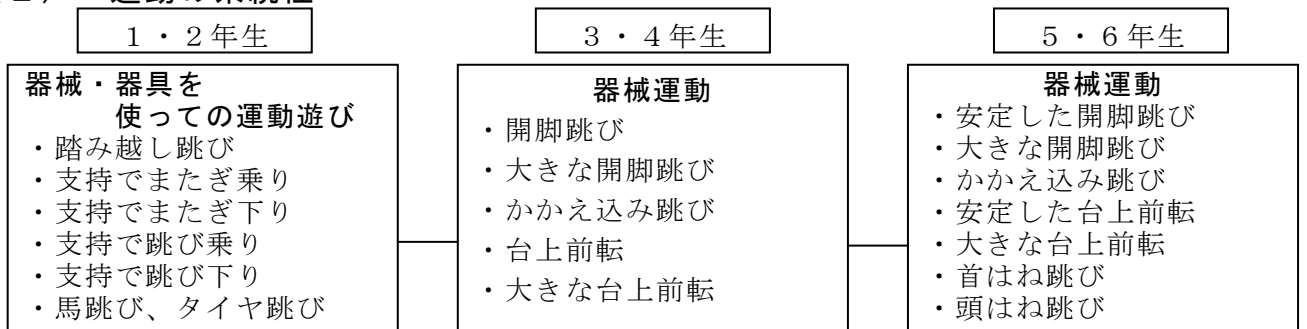 運動の系統性
１・２年生
器械・器具を
使っての運動遊び
・踏み越し跳び
・支持でまたぎ乗り
・支持でまたぎ下り
・支持で跳び乗り
・支持で跳び下り
・馬跳び、タイヤ跳び
３・４年生
器械運動
・開脚跳び
・大きな開脚跳び
・かかえ込み跳び
・台上前転
・大きな台上前転
５・６年生
器械運動
・安定した開脚跳び
・大きな開脚跳び
・かかえ込み跳び
・安定した台上前転
・大きな台上前転
・首はね跳び
・頭はね跳び